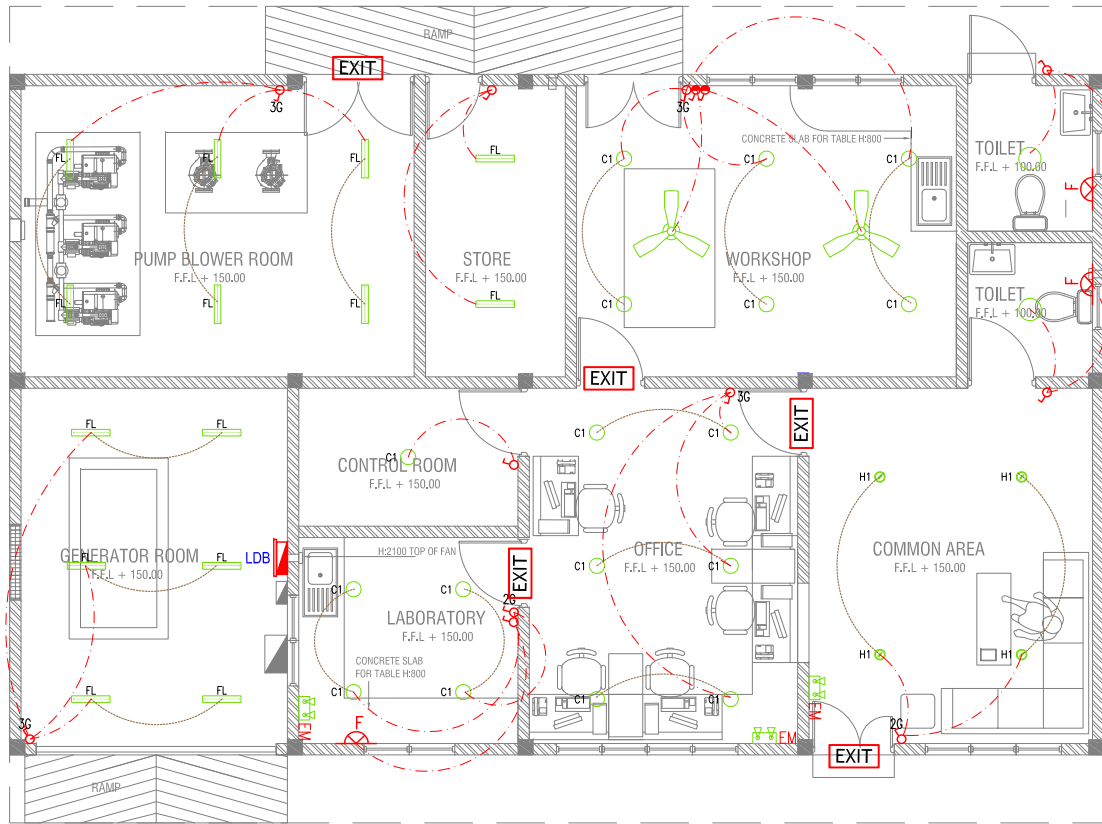 RAMP
EXIT
3G
3G
CONCRETE SLAB FOR TABLE H:800
FL
FL
FL
FL
C1
C1
C1
TOILET
F.F.L + 100.00
F
PUMP BLOWER ROOM
F.F.L + 150.00
STORE
F.F.L + 150.00
WORKSHOP
F.F.L + 150.00
F
TOILET
F.F.L + 100.00
FL
FL
FL
FL
C1
C1
C1
EXIT
3G
EXIT
FL
FL
C1
C1
C1
CONTROL ROOM
F.F.L + 150.00
H1
H1
GENERATOR ROOM
F.F.L + 150.00
FL
FL
LDB
H:2100 TOP OF FAN
EXIT
OFFICE
F.F.L + 150.00
C1
C1
COMMON AREA
F.F.L + 150.00
C1
C1
2G
LABORATORY
F.F.L + 150.00
CONCRETE SLAB
FOR TABLE H:800
H1
H1
FL
FL
C1
C1
C1
C1
3G
EM
F
EM
EM
2G
EXIT
RAMP